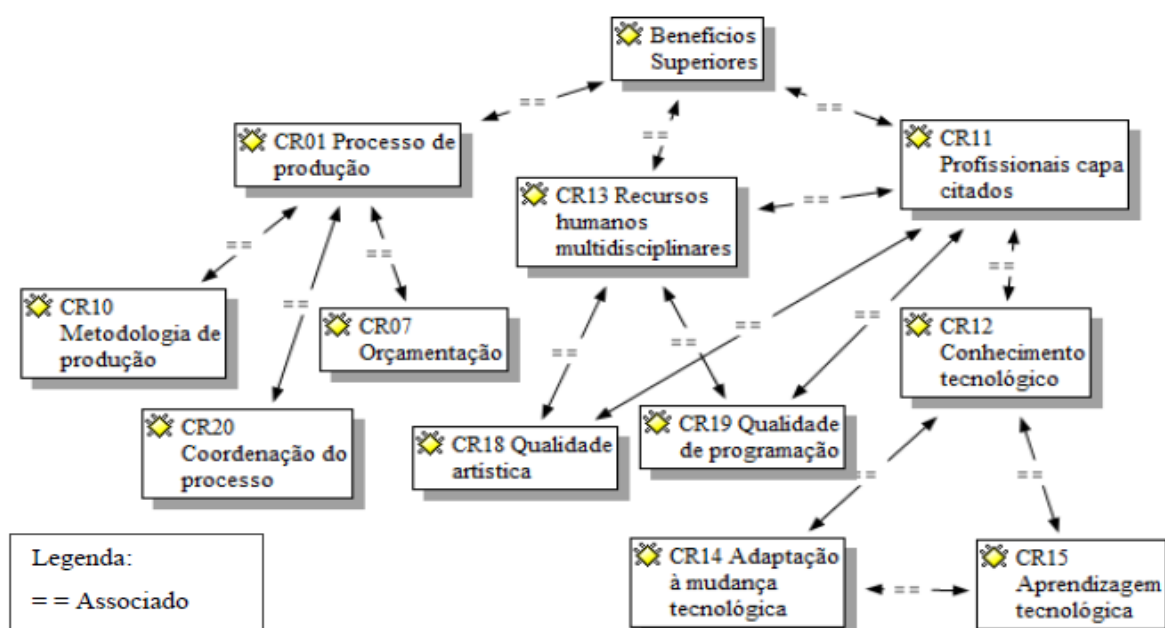 Benefícios
Superiores
==
==
==
CR01 Processo de
produção
CR11
Profissionais capa
citados
CR13 Recursos
humanos
multidisciplinares
==
==
==
==
==
==
==
==
==
==
CR10
Metodologia de
produção
CR07
Orçamentação
CR12
Conhecimento
tecnológico
CR20
Coordenação do
processo
CR18 Qualidade
artística
CR19 Qualidade
de programação
==
==
CR14 Adaptação
à mudança
tecnológica
==
CR15
Aprendizagem
tecnológica
Legenda:
= = Associado